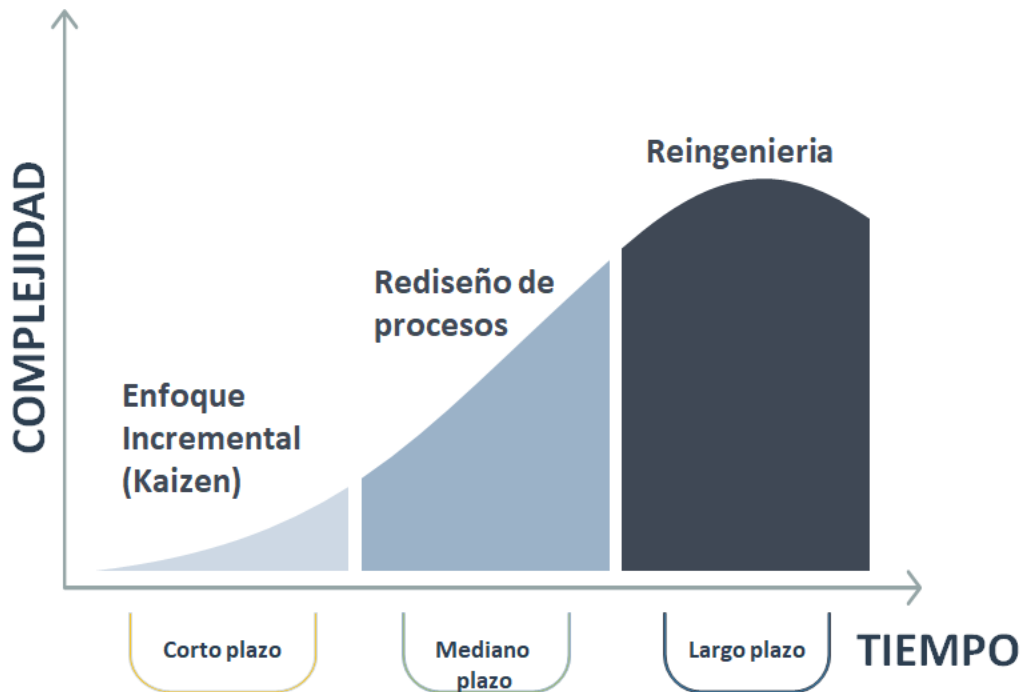 COMPLEJIDAD
Reingenieria
Rediseño de
procesos
Enfoque
Incremental
(Kaizen)
Corto plazo
Mediano
plazo
Largo plazo
TIEMPO